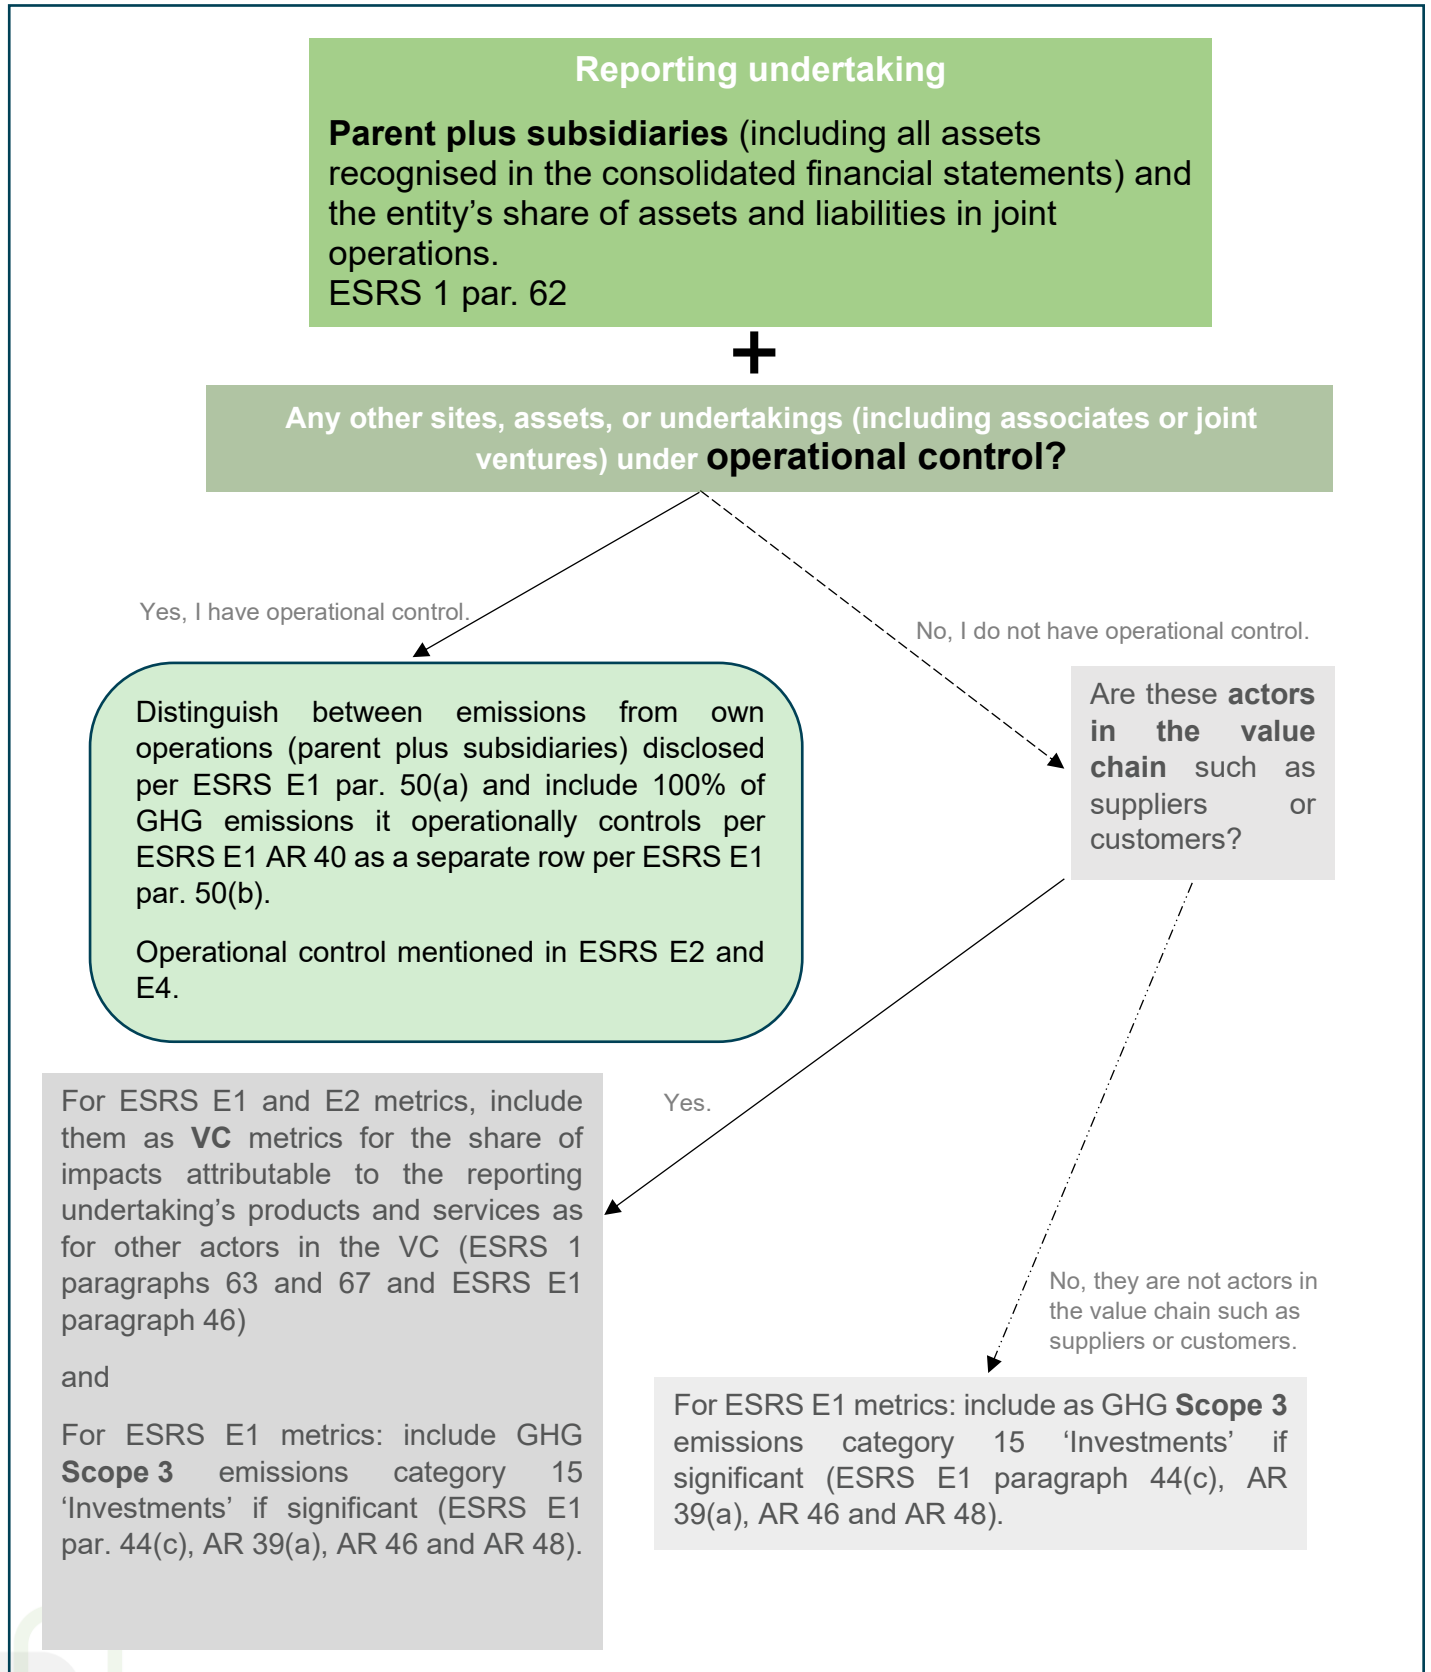 Reporting undertaking
Parent plus subsidiaries (including all assets
recognised in the consolidated financial statements) and
the entity’s share of assets and liabilities in joint
operations.
ESRS 1 par. 62
+
Any other sites, assets, or undertakings (including associates or joint
ventures) under operational control?
Yes, I have operational control.
No, I do not have operational control.
Distinguish between emissions from own
operations (parent plus subsidiaries) disclosed
per ESRS E1 par. 50(a) and include 100% of
GHG emissions it operationally controls per
ESRS E1 AR 40 as a separate row per ESRS E1
par. 50(b).
Operational control mentioned in ESRS E2 and
E4.
Are these actors
in the value
chain such as
suppliers or
customers?
Yes.
For ESRS E1 and E2 metrics, include
them as VC metrics for the share of
impacts attributable to the reporting
undertaking’s products and services as
for other actors in the VC (ESRS 1
paragraphs 63 and 67 and ESRS E1
paragraph 46)
and
For ESRS E1 metrics: include GHG
Scope 3 emissions category 15
‘Investments’ if significant (ESRS E1
par. 44(c), AR 39(a), AR 46 and AR 48).
No, they are not actors in
the value chain such as
suppliers or customers.
For ESRS E1 metrics: include as GHG Scope 3
emissions category 15 ‘Investments’ if
significant (ESRS E1 paragraph 44(c), AR
39(a), AR 46 and AR 48).